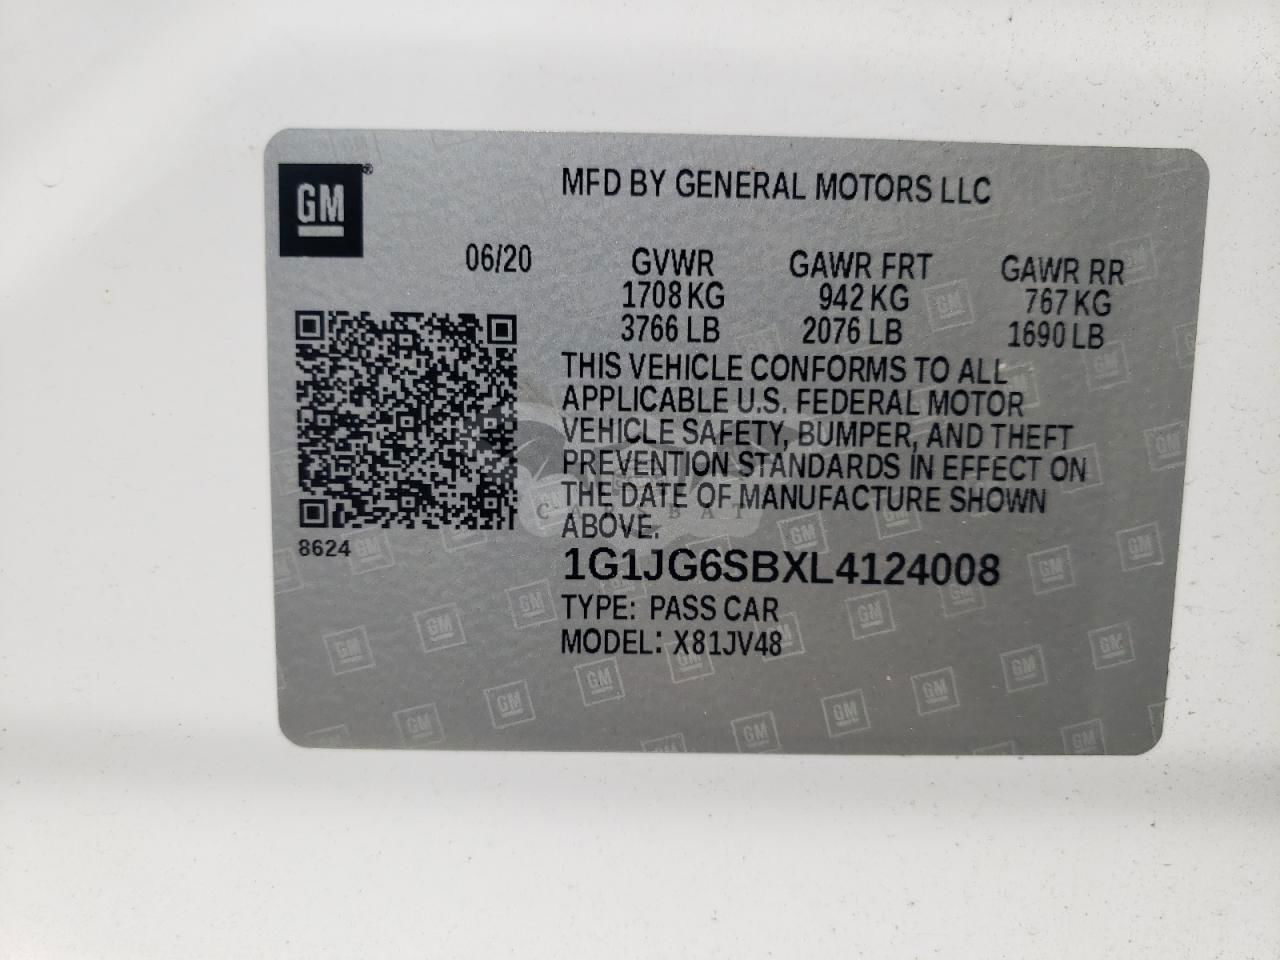 GM®
MFD BY GENERAL MOTORS LLC
06/20
GVWR GAWR FRT GAWR RR
1708 KG 942 KG 767 KG
3766 LB 2076 LB 1690 LB
THIS VEHICLE CONFORMS TO ALL
APPLICABLE U.S. FEDERAL MOTOR
VEHICLE SAFETY, BUMPER, AND THEFT
PREVENTION STANDARDS IN EFFECT ON
THE DATE OF MANUFACTURE SHOWN
ABOVE.
8624
1G1JG6SBXL4124008
TYPE: PASS CAR
MODEL: X81JV48